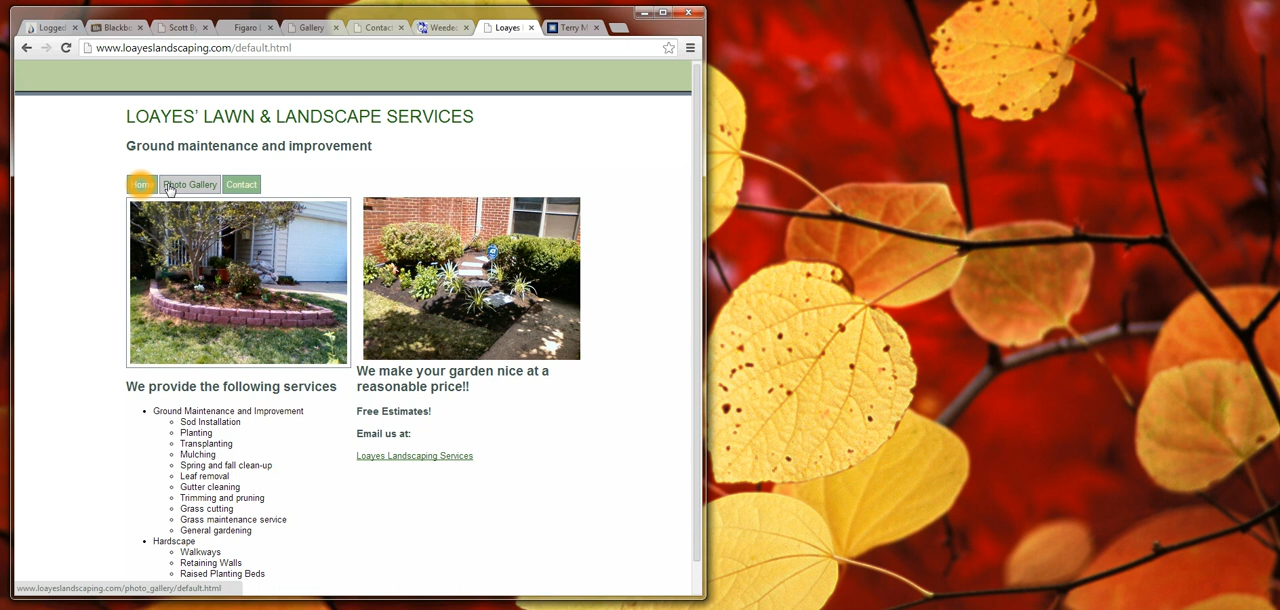 Logged
Blackbo
Scott B
Figaro
Gallery
Contac
Weedec
Loayes
Terry M
www.loayeslandscaping.com/default.html
LOAYES' LAWN & LANDSCAPE SERVICES
Ground maintenance and improvement
Home Photo Gallery Contact
We provide the following services
• Ground Maintenance and Improvement
○ Sod Installation
○ Planting
○ Transplanting
○ Mulching
○ Spring and fall clean-up
○ Leaf removal
○ Gutter cleaning
○ Trimming and pruning
○ Grass cutting
○ Grass maintenance service
○ General gardening
• Hardscape
○ Walkways
○ Retaining Walls
○ Raised Planting Beds
We make your garden nice at a
reasonable price!!
Free Estimates!
Email us at:
Loayes Landscaping Services
www.loayeslandscaping.com/photo_gallery/default.html